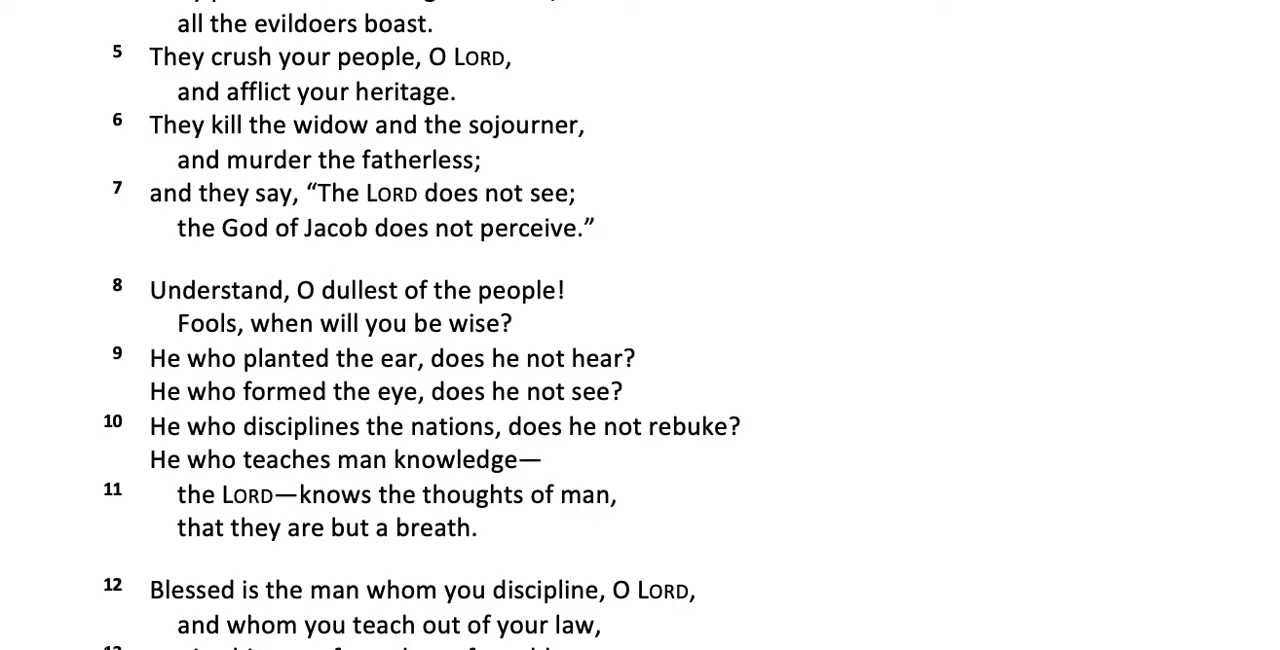 all the evildoers boast.
5 They crush your people, O LORD,
and afflict your heritage.
6 They kill the widow and the sojourner,
and murder the fatherless;
7 and they say, “The LORD does not see;
the God of Jacob does not perceive.”
8 Understand, O dullest of the people!
Fools, when will you be wise?
9 He who planted the ear, does he not hear?
He who formed the eye, does he not see?
10 He who disciplines the nations, does he not rebuke?
He who teaches man knowledge—
11 the LORD—knows the thoughts of man,
that they are but a breath.
12 Blessed is the man whom you discipline, O LORD,
and whom you teach out of your law,